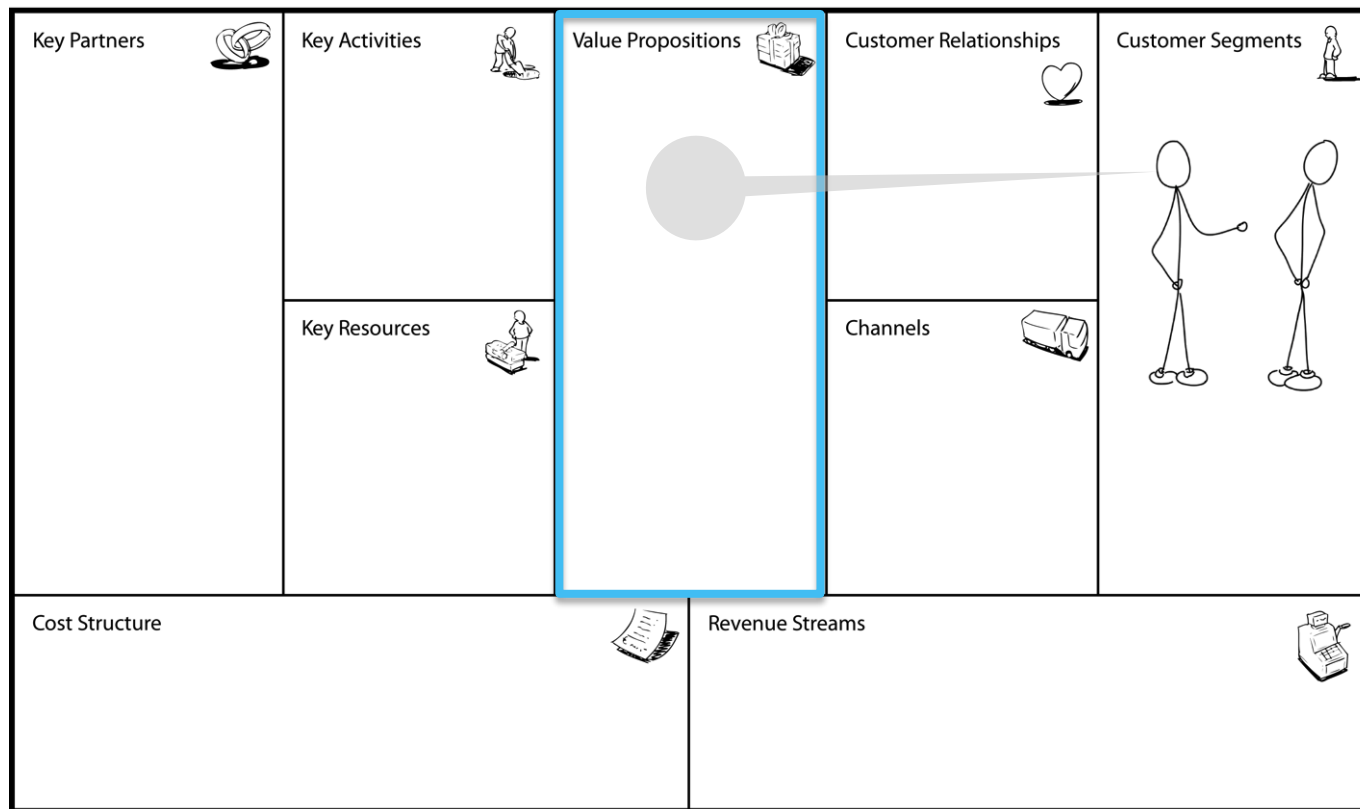 Key Partners
Key Activities
Value Propositions
Customer Relationships
Customer Segments
Key Resources
Channels
Cost Structure
Revenue Streams